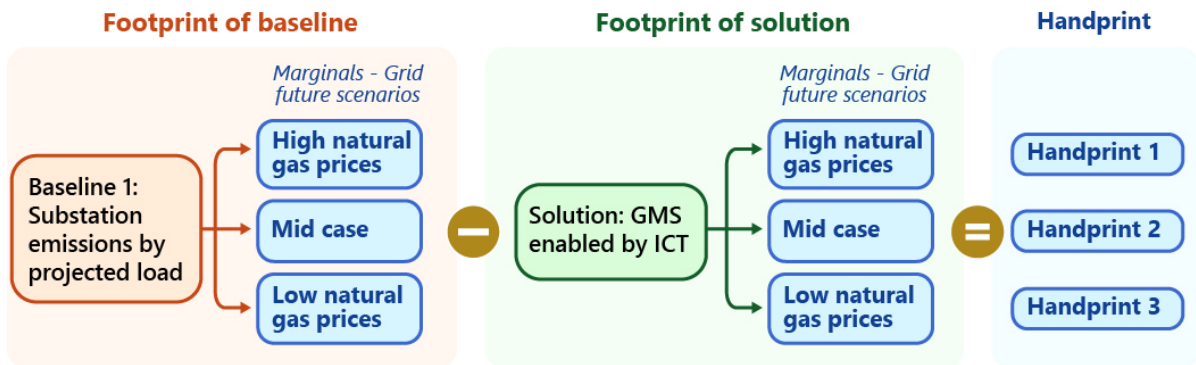 Footprint of baseline
Marginals - Grid
future scenarios
Baseline 1:
Substation
emissions by
projected load
High natural
gas prices
Mid case
Low natural
gas prices
−
Footprint of solution
Marginals - Grid
future scenarios
Solution: GMS
enabled by ICT
High natural
gas prices
Mid case
Low natural
gas prices
=
Handprint
Handprint 1
Handprint 2
Handprint 3